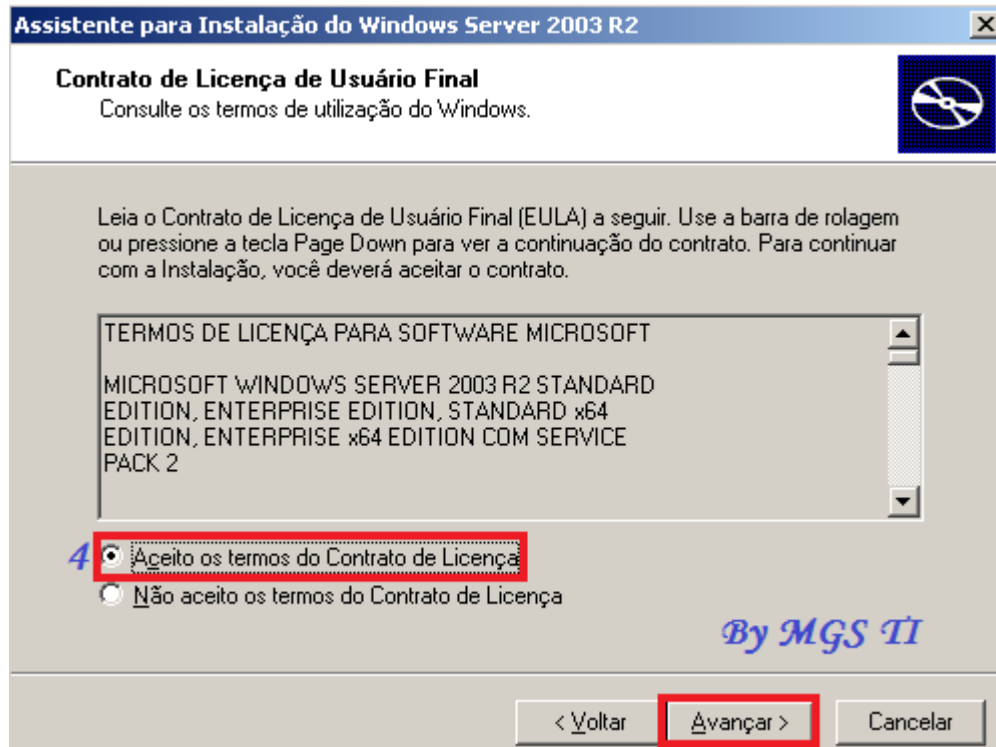 Assistente para Instalação do Windows Server 2003 R2
Contrato de Licença de Usuário Final
Consulte os termos de utilização do Windows.
Leia o Contrato de Licença de Usuário Final (EULA) a seguir. Use a barra de rolagem
ou pressione a tecla Page Down para ver a continuação do contrato. Para continuar
com a Instalação, você deverá aceitar o contrato.
TERMOS DE LICENÇA PARA SOFTWARE MICROSOFT
MICROSOFT WINDOWS SERVER 2003 R2 STANDARD
EDITION, ENTERPRISE EDITION, STANDARD x64
EDITION, ENTERPRISE x64 EDITION COM SERVICE
PACK 2
4 Aceito os termos do Contrato de Licença
Não aceito os termos do Contrato de Licença
By MGS TI
< Voltar Avançar > Cancelar